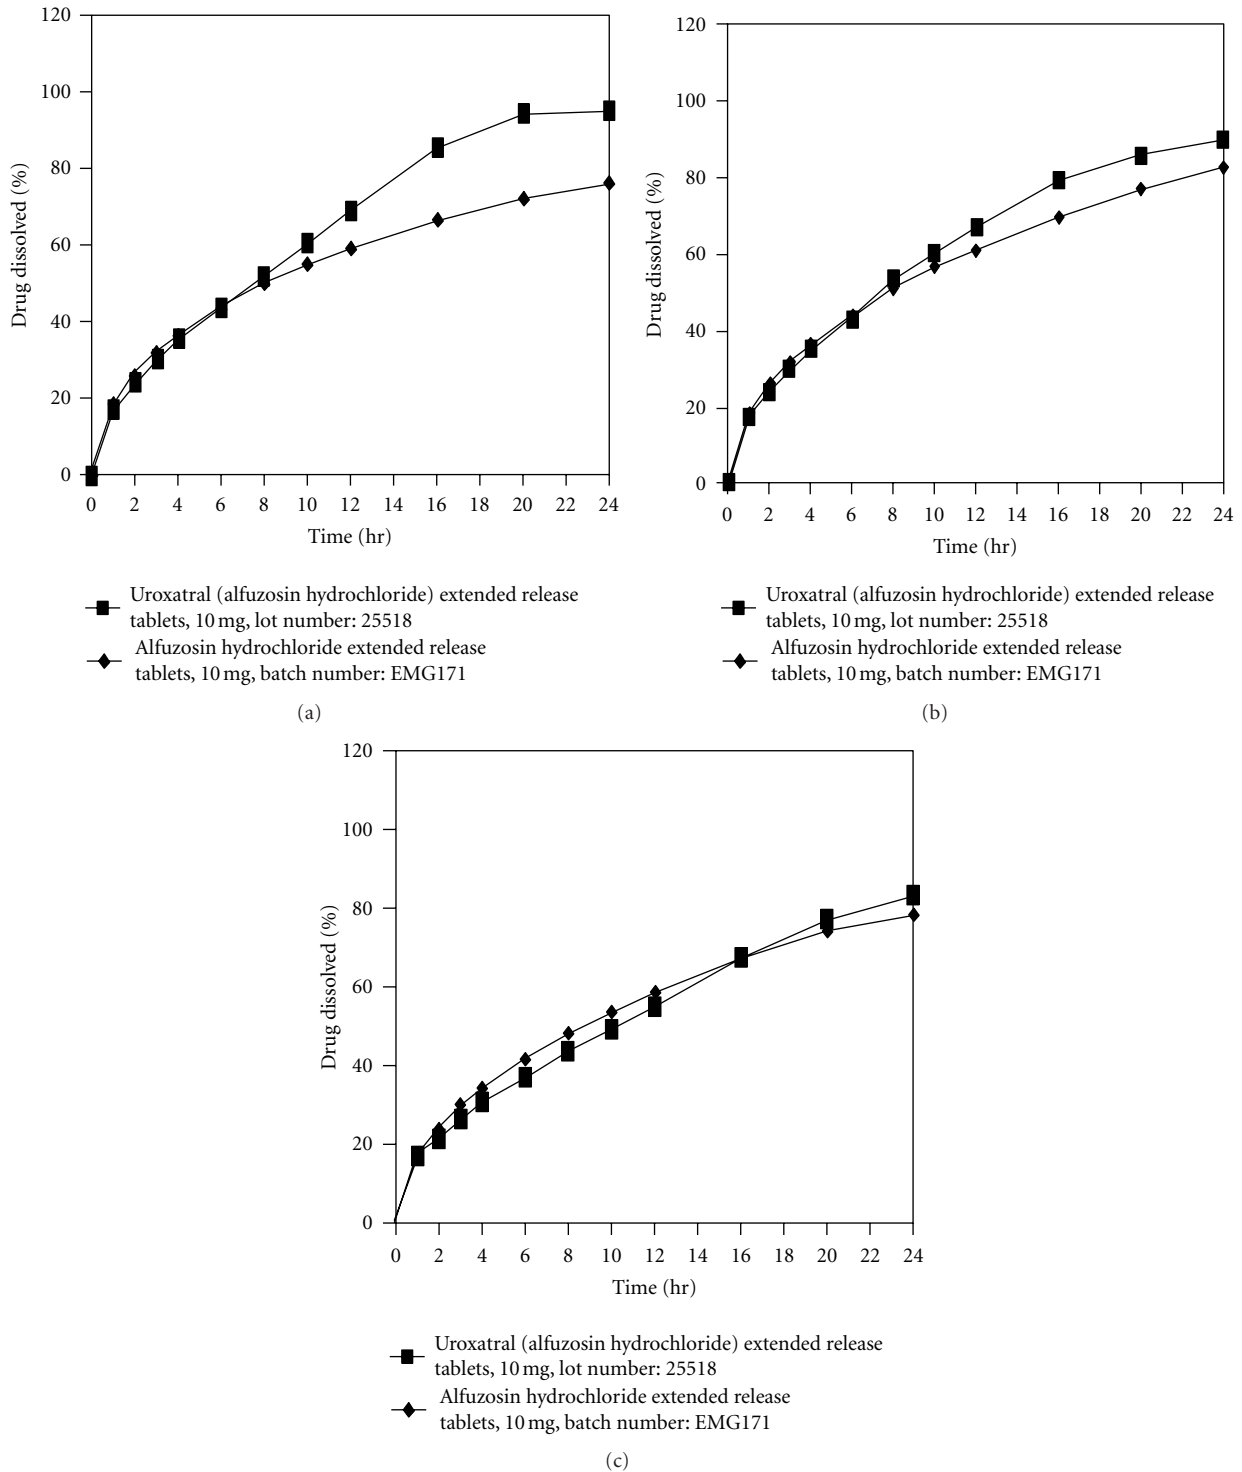 120
100
80
60
40
20
0
Drug dissolved (%)
0 2 4 6 8 10 12 14 16 18 20 22 24
Time (hr)
Uroxatral (alfuzosin hydrochloride) extended release
tablets, 10 mg, lot number: 25518
Alfuzosin hydrochloride extended release
tablets, 10 mg, batch number: EMG171
(a)
120
100
80
60
40
20
0
Drug dissolved (%)
0 2 4 6 8 10 12 14 16 18 20 22 24
Time (hr)
Uroxatral (alfuzosin hydrochloride) extended release
tablets, 10 mg, lot number: 25518
Alfuzosin hydrochloride extended release
tablets, 10 mg, batch number: EMG171
(b)
120
100
80
60
40
20
0
Drug dissolved (%)
0 2 4 6 8 10 12 14 16 18 20 22 24
Time (hr)
Uroxatral (alfuzosin hydrochloride) extended release
tablets, 10 mg, lot number: 25518
Alfuzosin hydrochloride extended release
tablets, 10 mg, batch number: EMG171
(c)